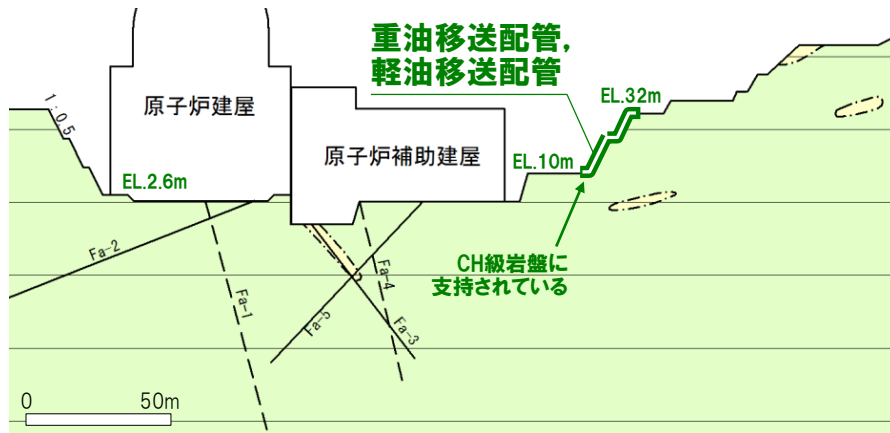 重油移送配管,
軽油移送配管
EL.32m
1:0.5
原子炉建屋
原子炉補助建屋
EL.10m
EL.2.6m
CH級岩盤に
支持されている
Fa-2
Fa-1
Fa-4
Fa-5
Fa-3
0 50m